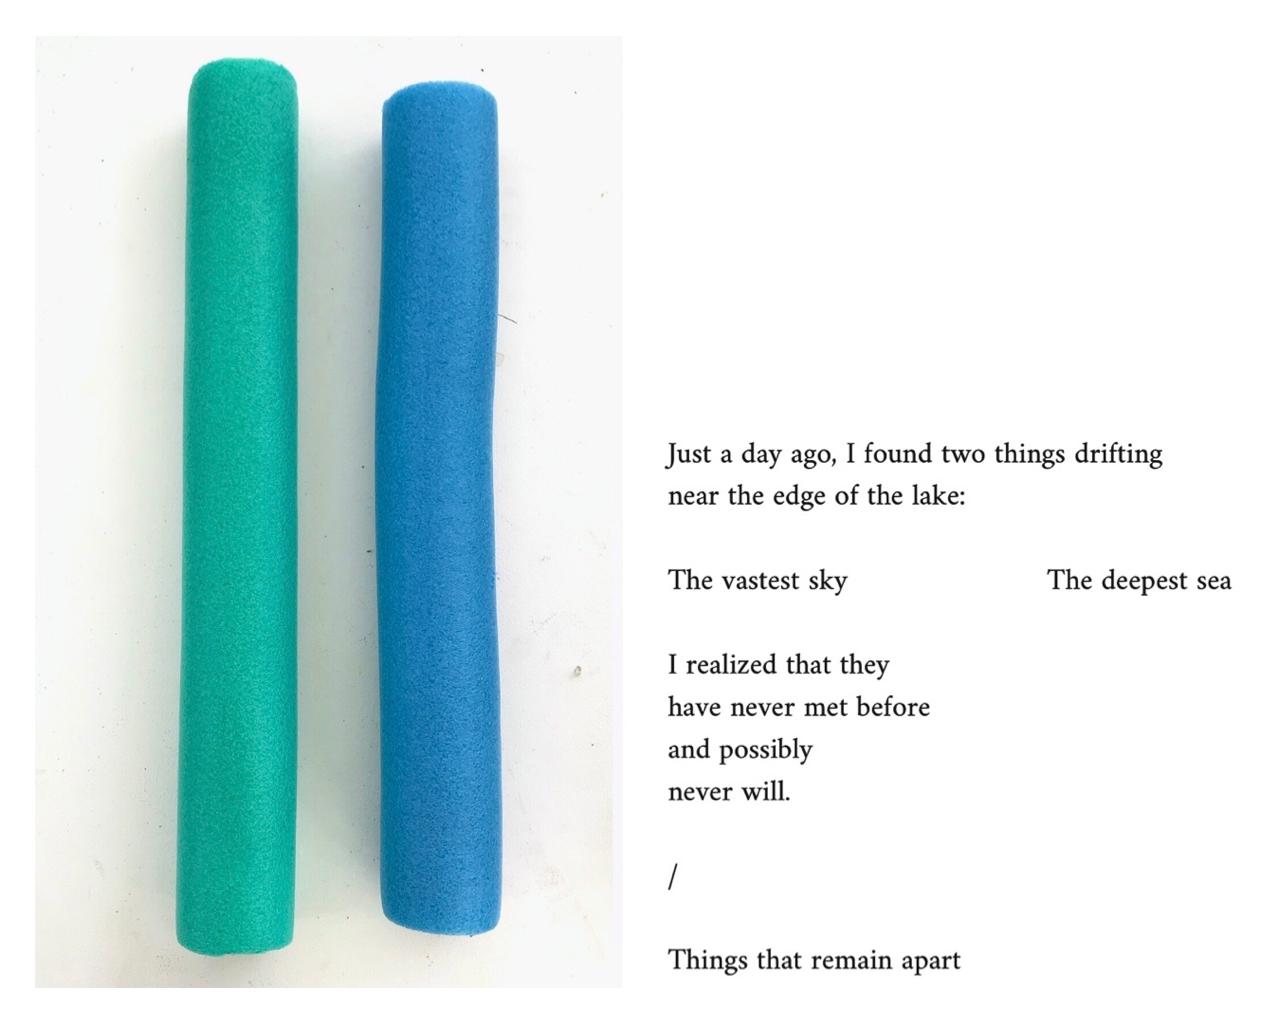 Just a day ago, I found two things drifting
near the edge of the lake:
The vastest sky The deepest sea
I realized that they
have never met before
and possibly
never will.
/
Things that remain apart